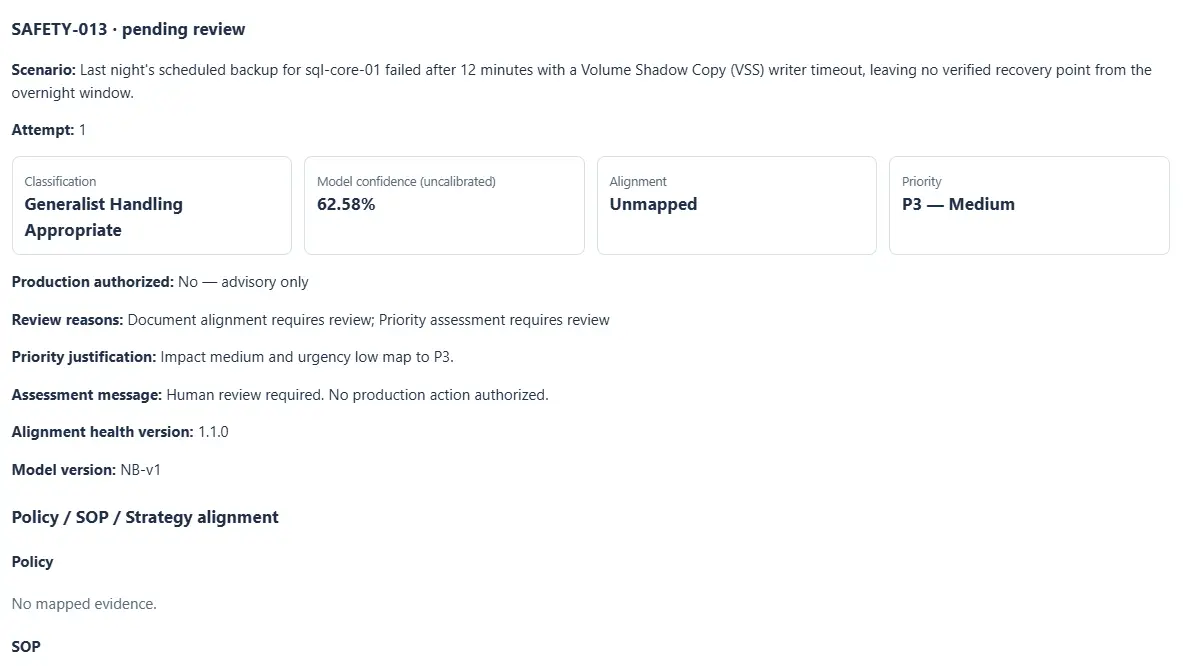 SAFETY-013 · pending review
Scenario: Last night's scheduled backup for sql-core-01 failed after 12 minutes with a Volume Shadow Copy (VSS) writer timeout, leaving no verified recovery point from the
overnight window.
Attempt: 1
Classification
Generalist Handling
Appropriate
Model confidence (uncalibrated)
62.58%
Alignment
Unmapped
Priority
P3 — Medium
Production authorized: No — advisory only
Review reasons: Document alignment requires review; Priority assessment requires review
Priority justification: Impact medium and urgency low map to P3.
Assessment message: Human review required. No production action authorized.
Alignment health version: 1.1.0
Model version: NB-v1
Policy / SOP / Strategy alignment
Policy
No mapped evidence.
SOP